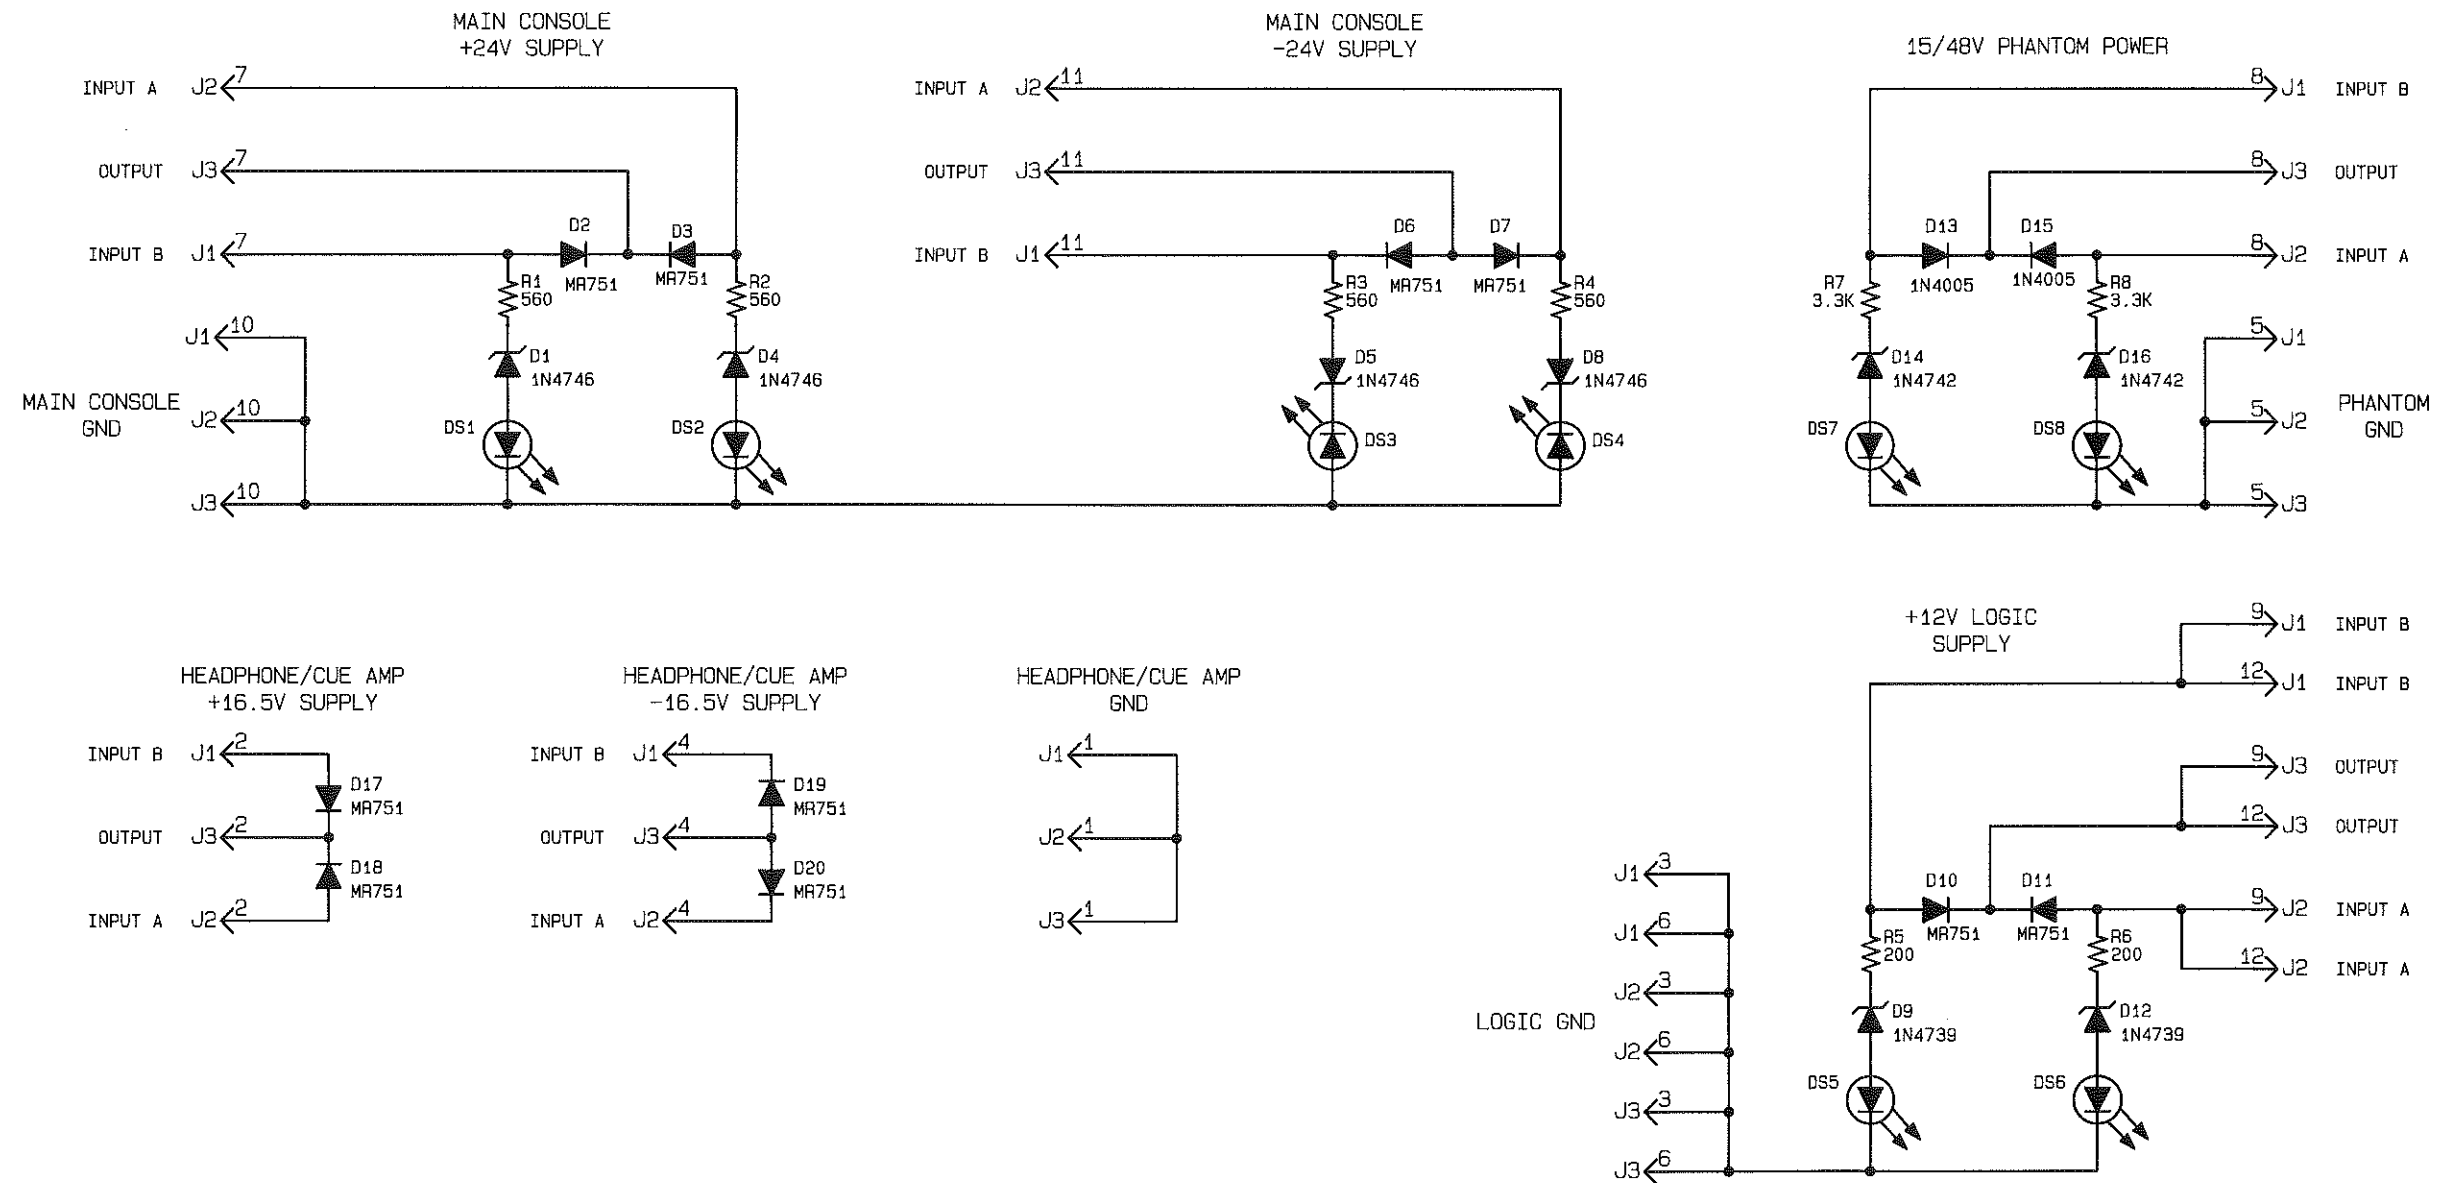 MAIN CONSOLE
+24V SUPPLY
INPUT A J2 7
OUTPUT J3 7
INPUT B J1 7
D2
MR751
D3
MR751
R1
560
R2
560
D1
1N4746
D4
1N4746
DS1
DS2
J1 10
MAIN CONSOLE
GND
J2 10
J3 10
MAIN CONSOLE
-24V SUPPLY
INPUT A J2 11
OUTPUT J3 11
INPUT B J1 11
D6
MR751
D7
MR751
R3
560
R4
560
D5
1N4746
D8
1N4746
DS3
DS4
15/48V PHANTOM POWER
8 J1 INPUT B
8 J3 OUTPUT
8 J2 INPUT A
D13
1N4005
D15
1N4005
R7
3.3K
R8
3.3K
D14
1N4742
D16
1N4742
DS7
DS8
5 J1
5 J2
5 J3
PHANTOM
GND
HEADPHONE/CUE AMP
+16.5V SUPPLY
INPUT B J1 2
D17
MR751
OUTPUT J3 2
D18
MR751
INPUT A J2 2
HEADPHONE/CUE AMP
-16.5V SUPPLY
INPUT B J1 4
D19
MR751
OUTPUT J3 4
D20
MR751
INPUT A J2 4
HEADPHONE/CUE AMP
GND
J1 1
J2 1
J3 1
+12V LOGIC
SUPPLY
9 J1 INPUT B
12 J1 INPUT B
9 J3 OUTPUT
12 J3 OUTPUT
9 J2 INPUT A
12 J2 INPUT A
D10
MR751
D11
MR751
R5
200
R6
200
D9
1N4739
D12
1N4739
DS5
DS6
LOGIC GND
J1 3
J1 6
J2 3
J2 6
J3 3
J3 6